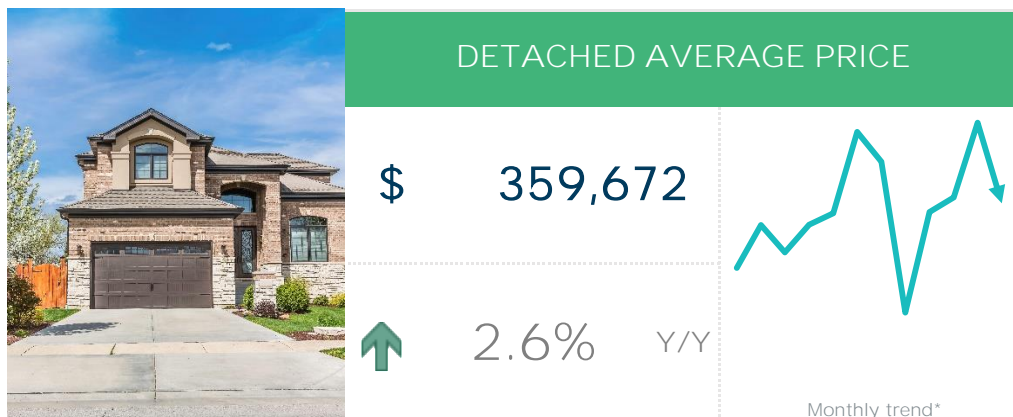 DETACHED AVERAGE PRICE
$ 359,672
2.6% Y/Y
Monthly trend*